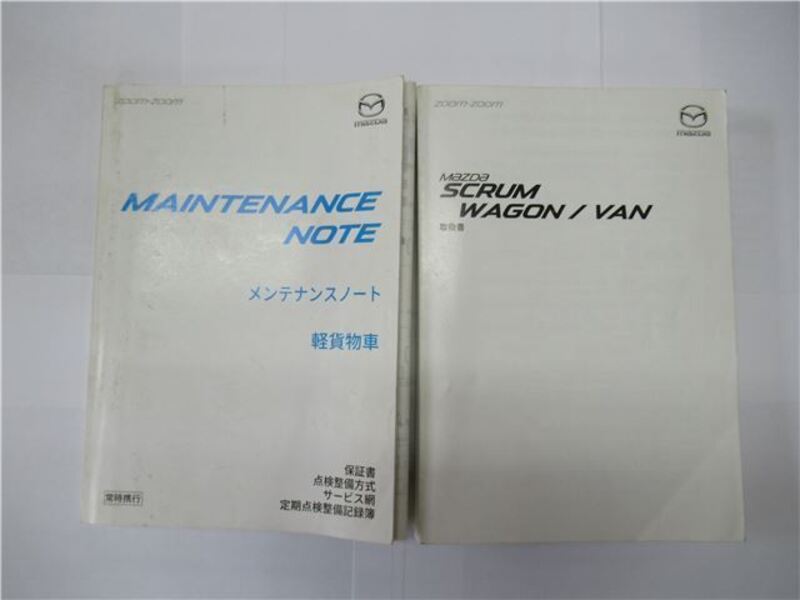 zoom-zoom
mazda
MAINTENANCE
NOTE
メンテナンスノート
軽貨物車
保証書
点検整備方式
サービス網
定期点検整備記録簿
常時携行
zoom-zoom
mazda
mazda
SCRUM
WAGON / VAN
取扱書